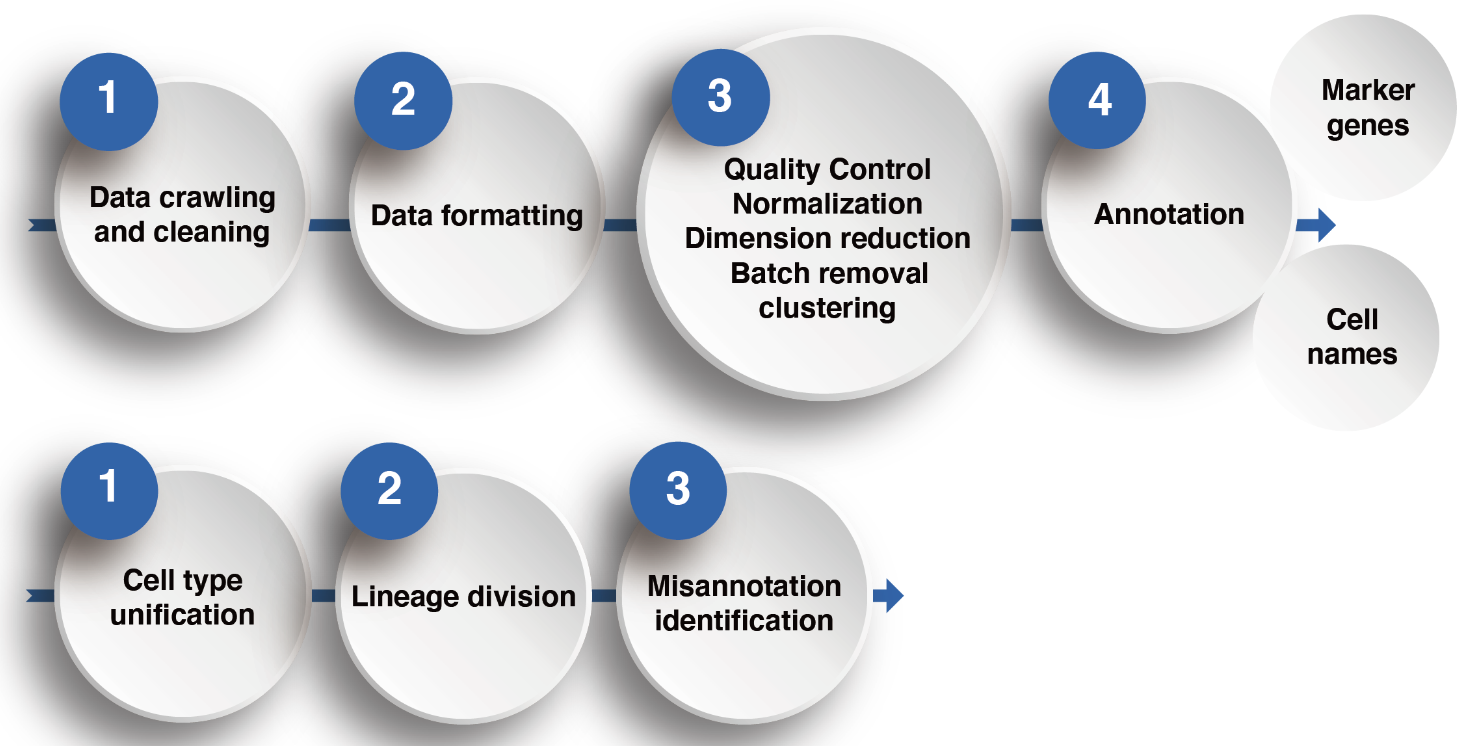 1
Data crawling
and cleaning
2
Data formatting
3
Quality Control
Normalization
Dimension reduction
Batch removal
clustering
4
Annotation
Marker
genes
Cell
names
1
Cell type
unification
2
Lineage division
3
Misannotation
identification